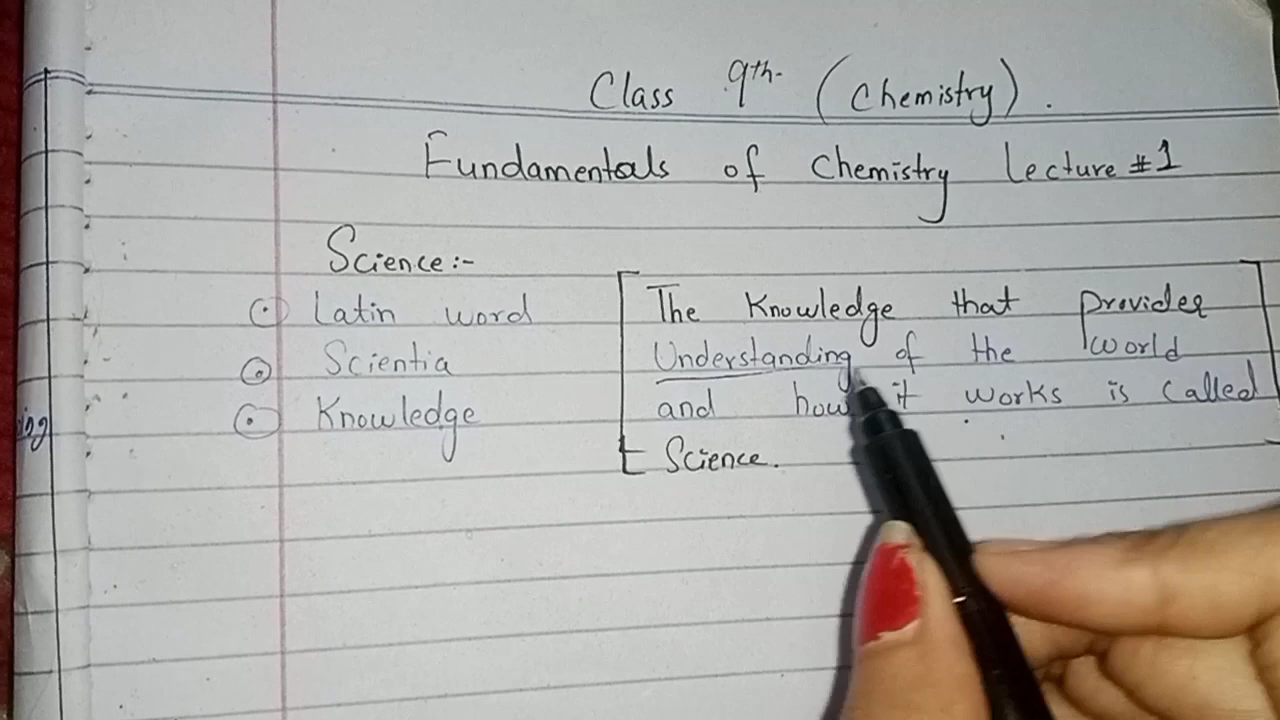 Class 9th. (Chemistry).
Fundamentals of Chemistry lecture #1
Science:-
Latin word
Scientia
Knowledge
The Knowledge that provides
Understanding of the world
and how it works is called
Science.
ing